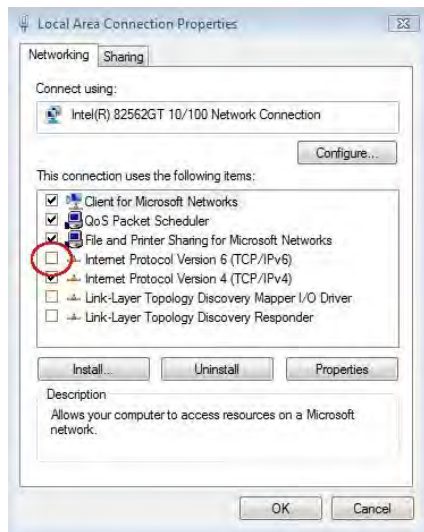 Local Area Connection Properties
Networking Sharing
Connect using:
Intel(R) 82562GT 10/100 Network Connection
Configure...
This connection uses the following items:
Client for Microsoft Networks
QoS Packet Scheduler
File and Printer Sharing for Microsoft Networks
Internet Protocol Version 6 (TCP/IPv6)
Internet Protocol Version 4 (TCP/IPv4)
Link-Layer Topology Discovery Mapper I/O Driver
Link-Layer Topology Discovery Responder
Install... Uninstall Properties
Description
Allows your computer to access resources on a Microsoft
network.
OK Cancel